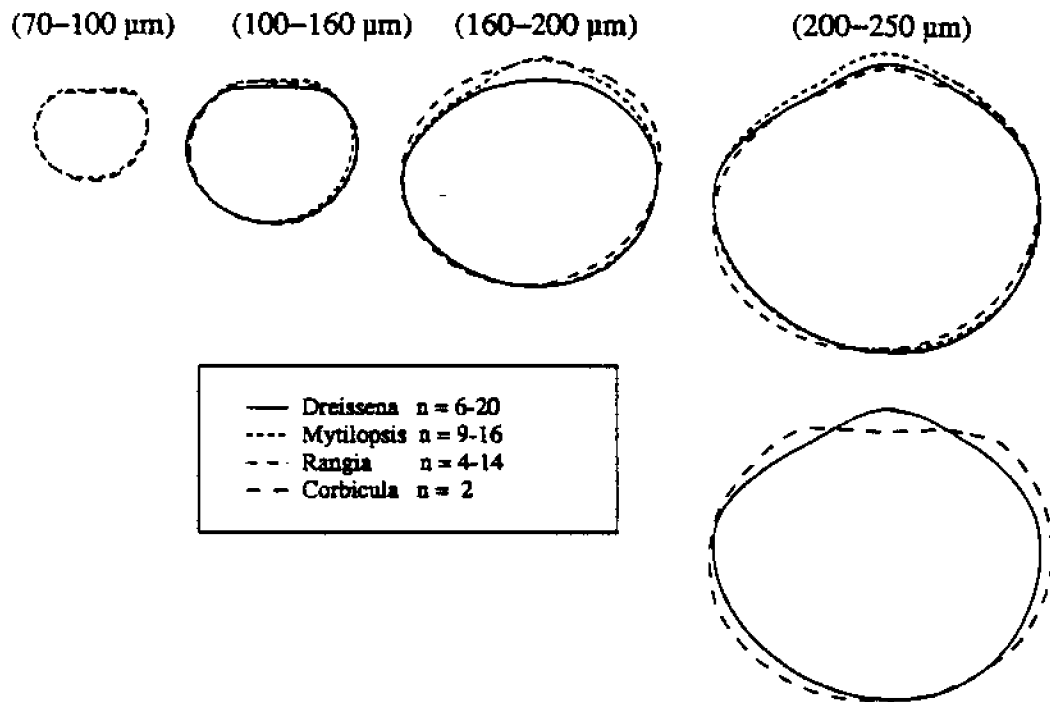 (70–100 µm) (100–160 µm) (160–200 µm) (200–250 µm)
Dreissena n = 6-20
Mytilopsis n = 9-16
Rangia n = 4-14
Corbicula n = 2